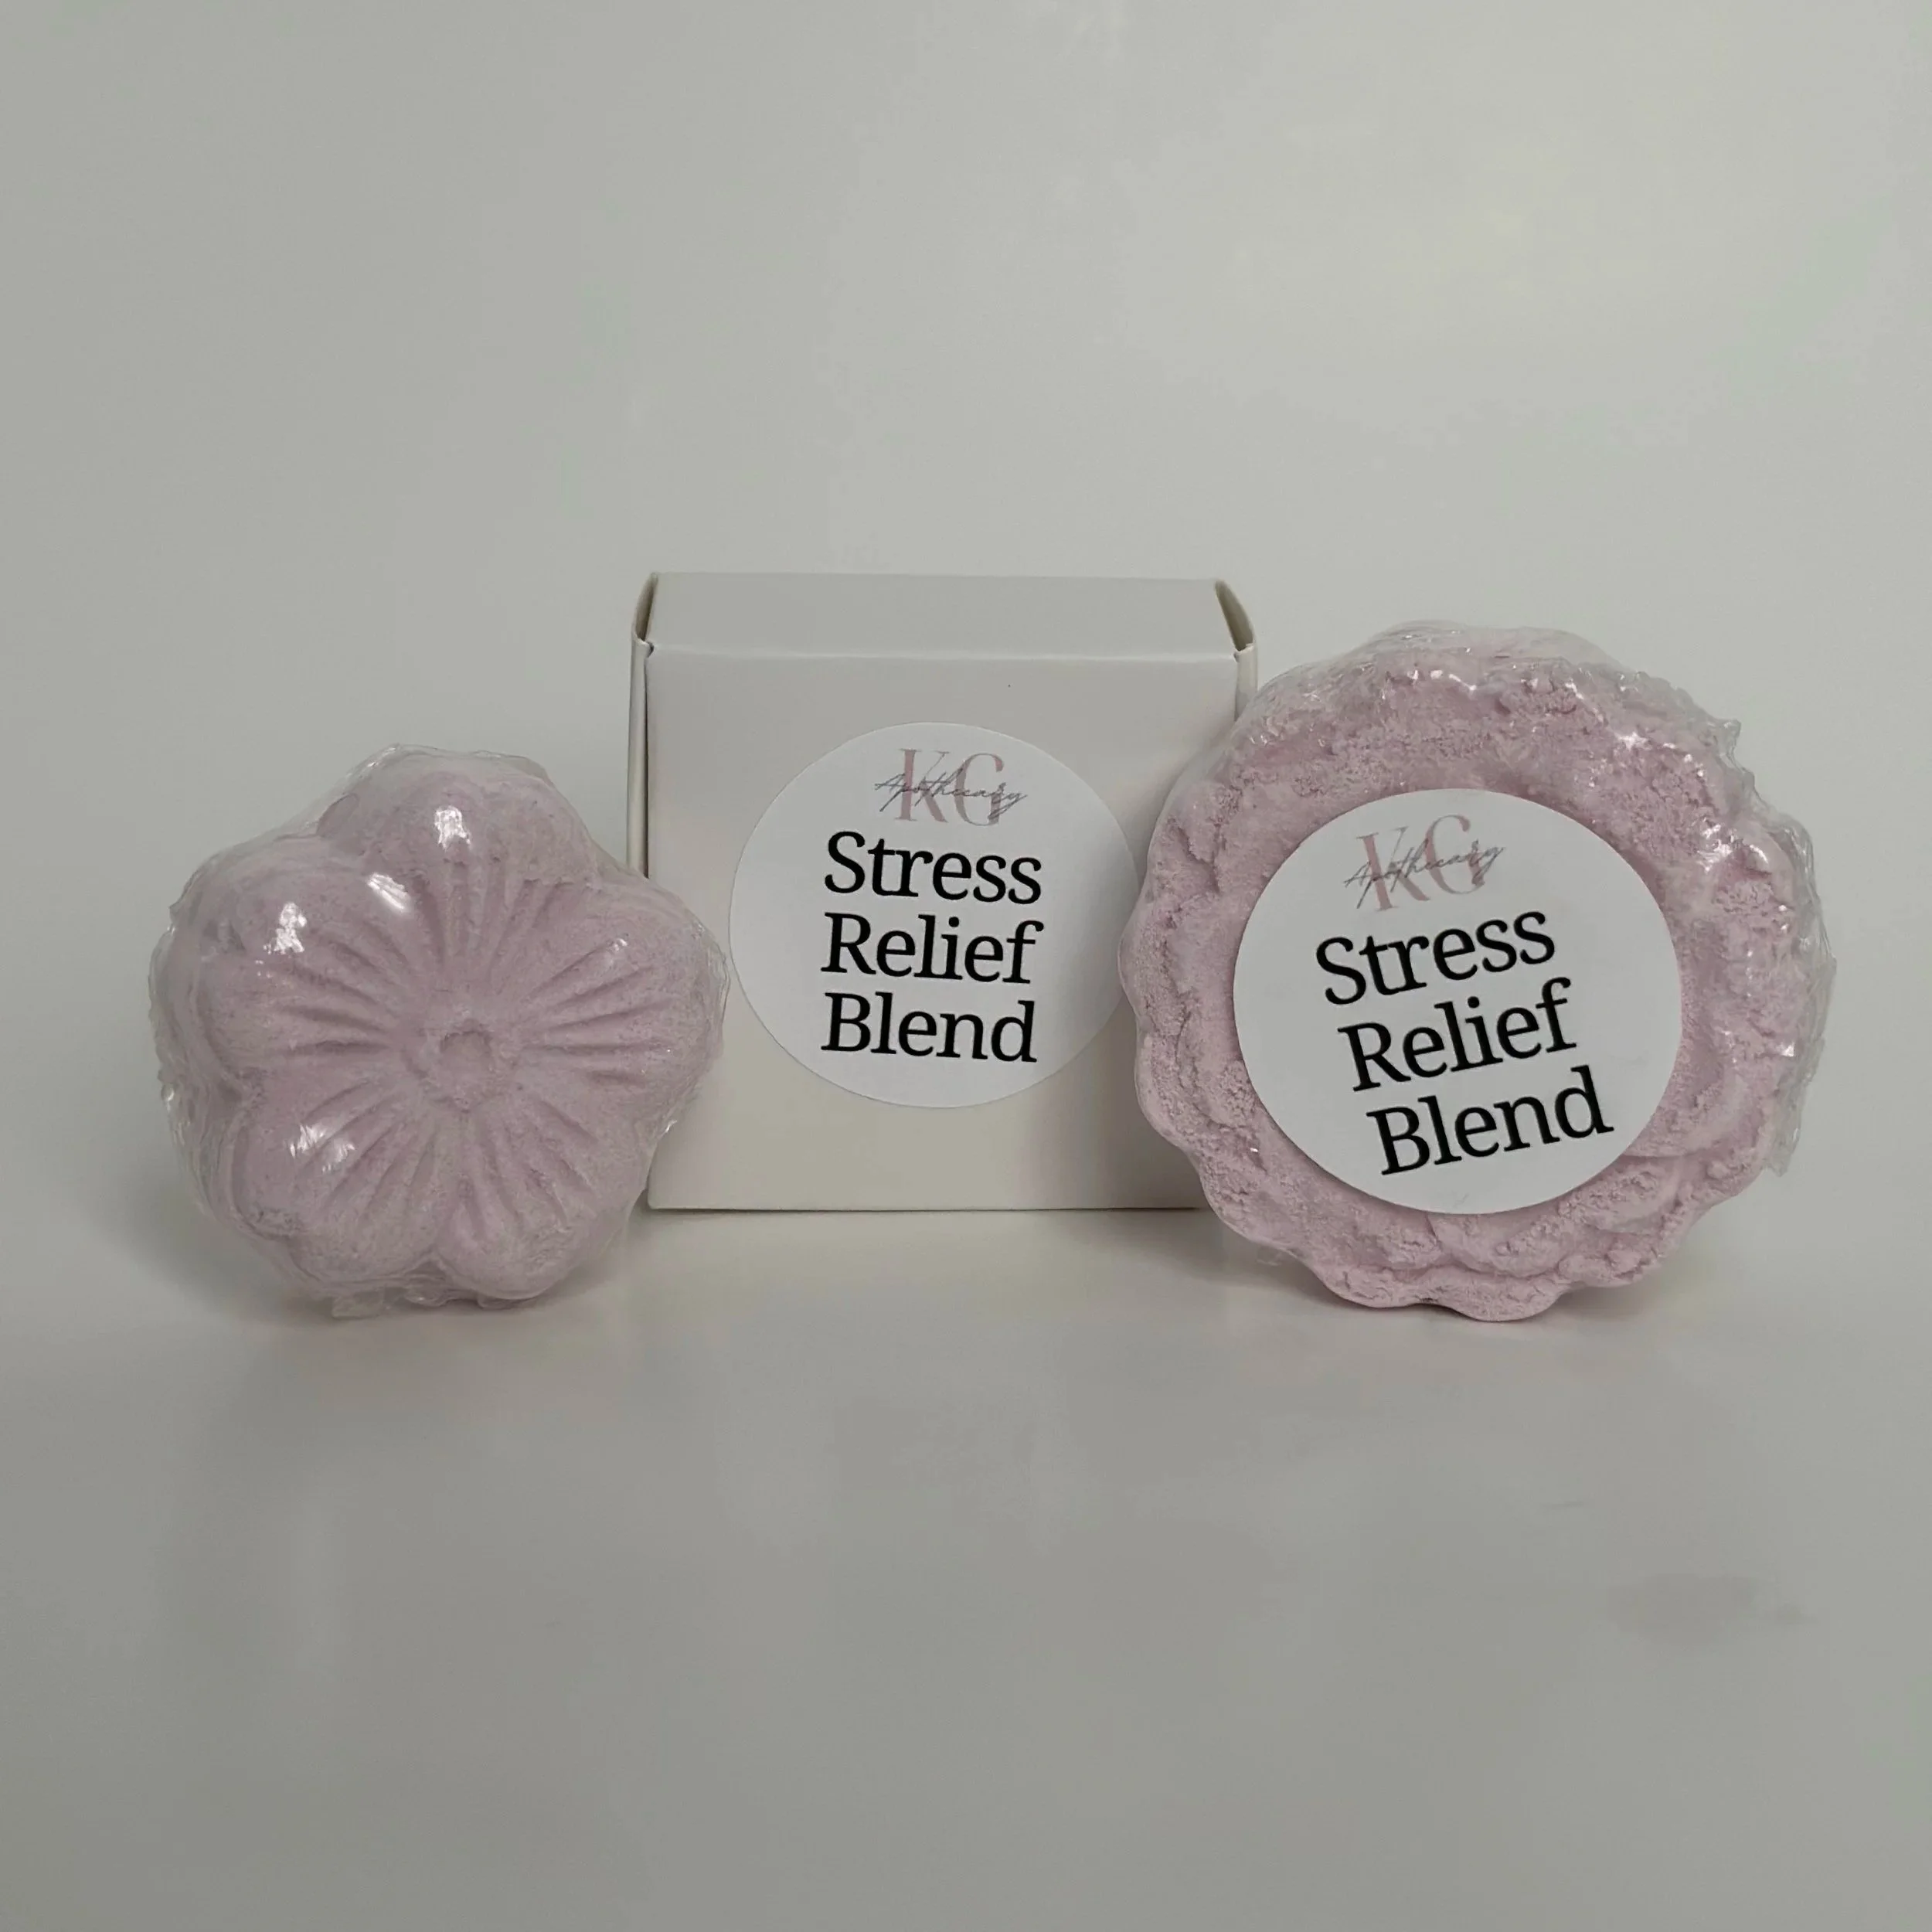 KG
Apothecary
Stress
Relief
Blend
KG
Apothecary
Stress
Relief
Blend